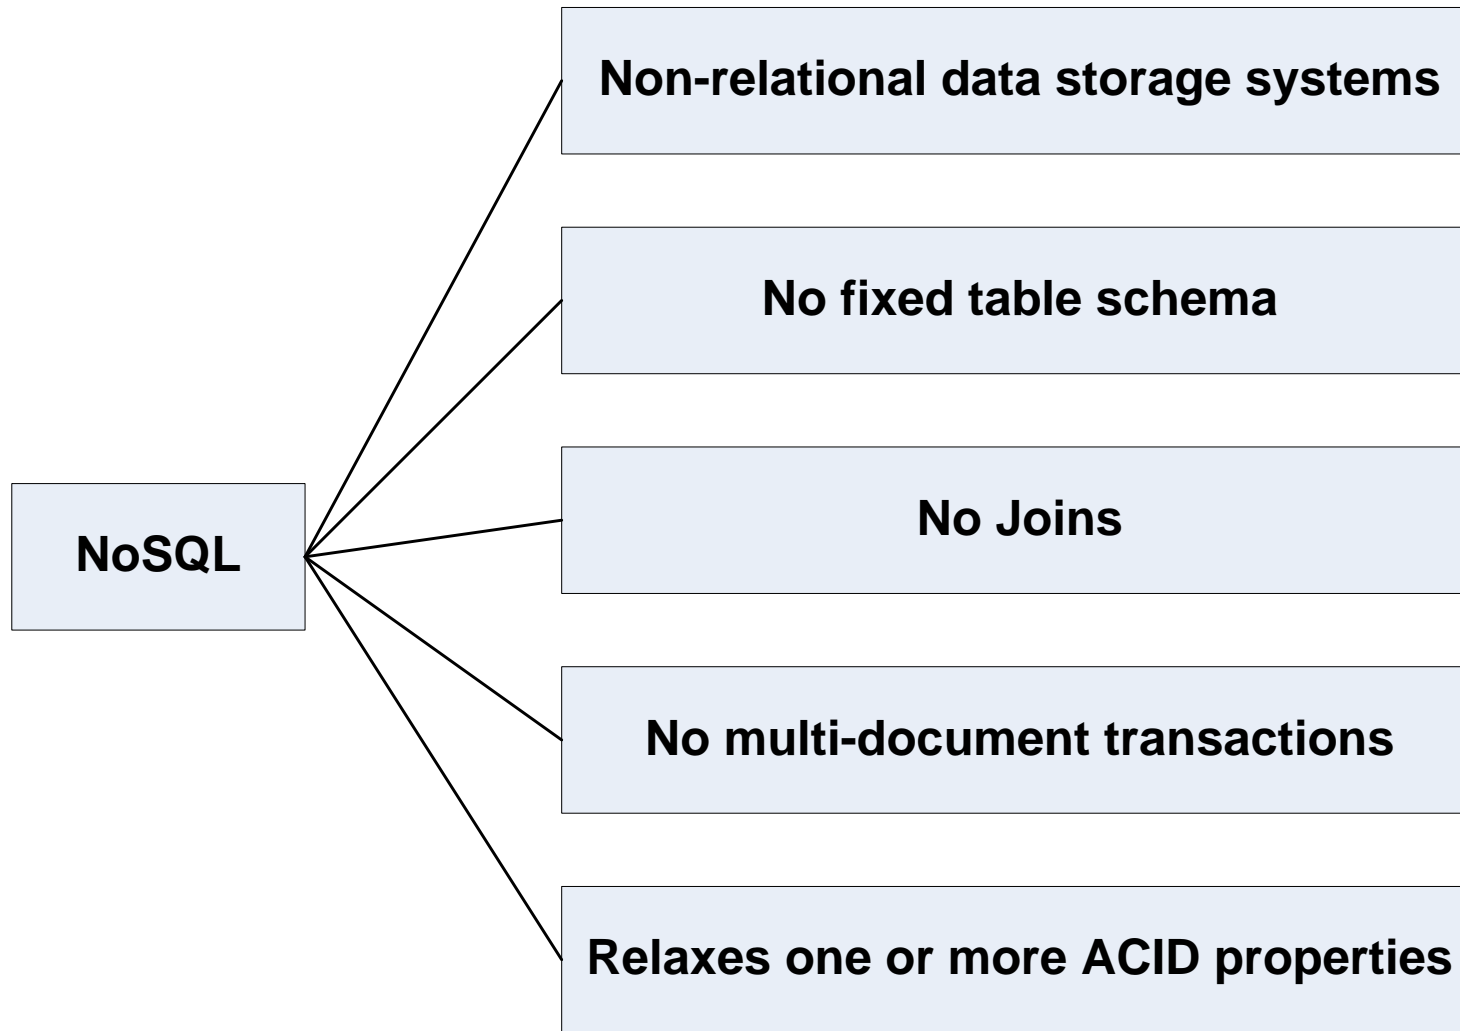 Non-relational data storage systems
No fixed table schema
No Joins
NoSQL
No multi-document transactions
Relaxes one or more ACID properties